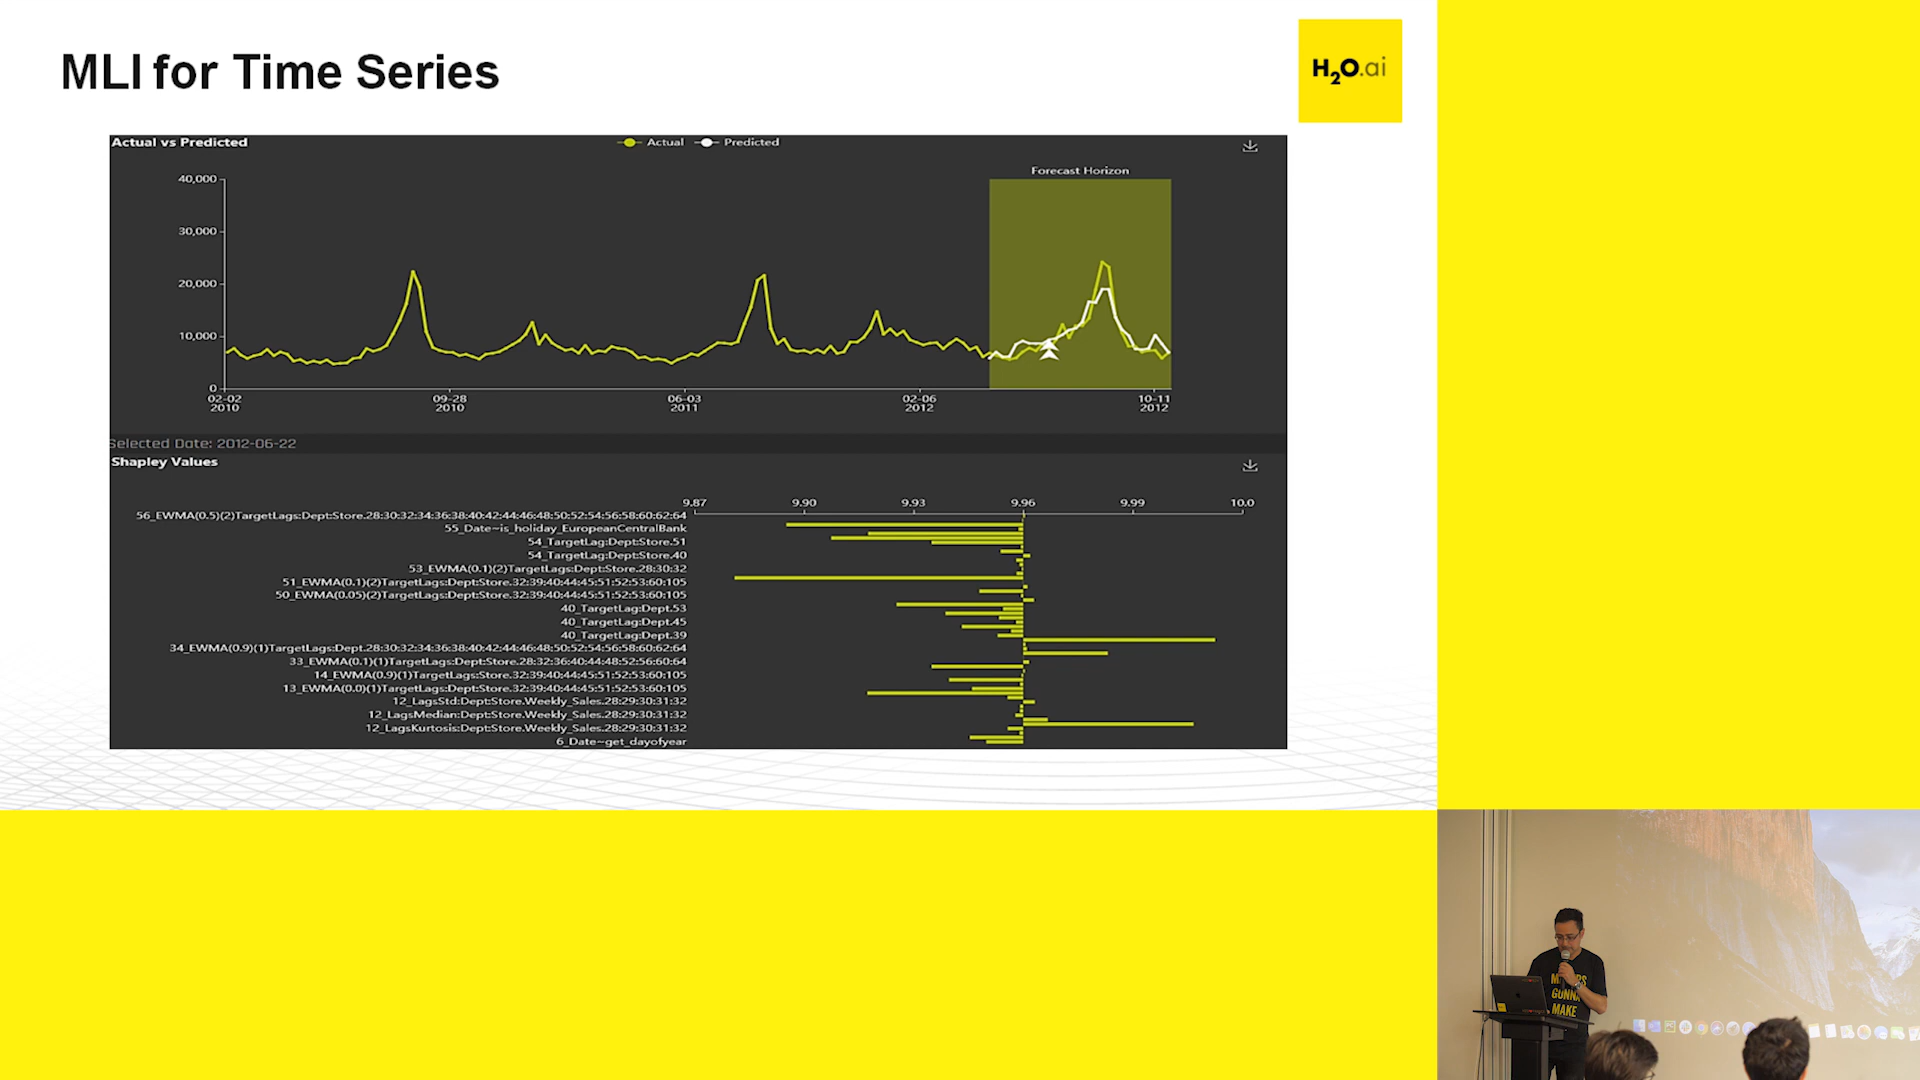 MLI for Time Series
H2O.ai
Actual vs Predicted
Actual
Predicted
Forecast Horizon
40,000
30,000
20,000
10,000
0
02-02
2010
09-28
2010
06-03
2011
02-06
2012
10-11
2012
Selected Date: 2012-06-22
Shapley Values
9.87
9.90
9.93
9.96
9.99
10.0
56_EWMA(0.5)(2)TargetLags:Dept:Store.28:30:32:34:36:38:40:42:44:46:48:50:52:54:56:58:60:62:64
55_Date~is_holiday_EuropeanCentralBank
54_TargetLag:Dept:Store.51
54_TargetLag:Dept:Store.40
53_EWMA(0.1)(2)TargetLags:Dept:Store.28:30:32
51_EWMA(0.1)(2)TargetLags:Dept:Store.32:39:40:44:45:51:52:53:60:105
50_EWMA(0.05)(2)TargetLags:Dept:Store.32:39:40:44:45:51:52:53:60:105
40_TargetLag:Dept.53
40_TargetLag:Dept.45
40_TargetLag:Dept.39
34_EWMA(0.9)(1)TargetLags:Dept.28:30:32:34:36:38:40:42:44:46:48:50:52:54:56:58:60:62:64
33_EWMA(0.1)(1)TargetLags:Dept:Store.28:32:36:40:44:48:52:56:60:64
14_EWMA(0.9)(1)TargetLags:Dept:Store.32:39:40:44:45:51:52:53:60:105
13_EWMA(0.0)(1)TargetLags:Dept:Store.32:39:40:44:45:51:52:53:60:105
12_LagsStd:Dept:Store.Weekly_Sales.28:29:30:31:32
12_LagsMedian:Dept:Store.Weekly_Sales.28:29:30:31:32
12_LagsKurtosis:Dept:Store.Weekly_Sales.28:29:30:31:32
6_Date~get_dayofyear
GONNA
MAKE